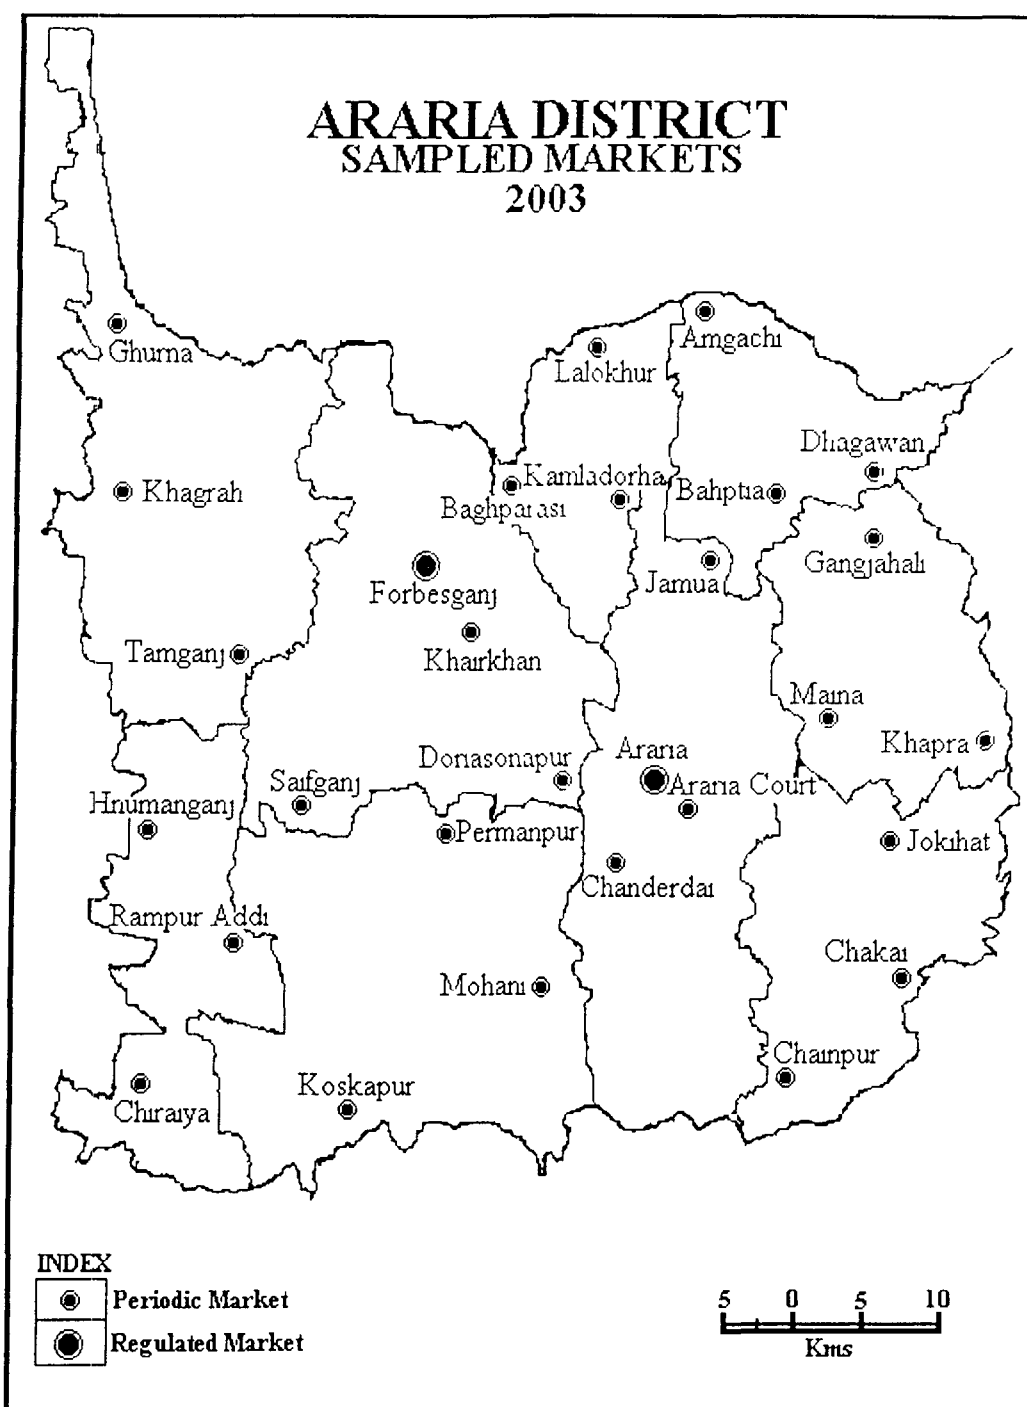 ARARIA DISTRICT
SAMPLED MARKETS
2003
Amgachi
Ghurna
Lalokhur
Dhagawan
Kamladorha
Khagrah
Bahptia
Baghparasi
Gangjahali
Jamua
Forbesganj
Tamganj
Khairkhan
Maina
Khapra
Araria
Doriasonapur
Saifganj
Araria Court
Hnumanganj
Permanpur
Jokihat
Chanderdai
Rampur Addi
Chakai
Mohani
Chainpur
Koskapur
Chiraiya
INDEX
Periodic Market
Regulated Market
5 0 5 10
Kms